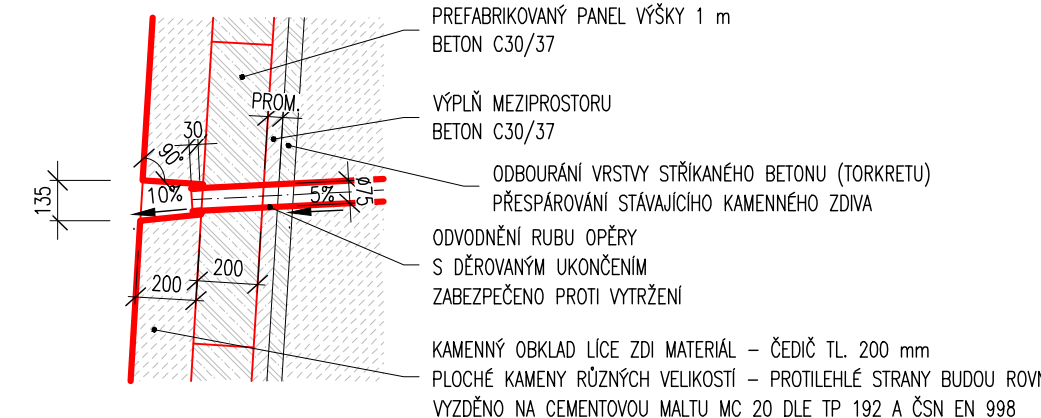 PREFABRIKOVANÝ PANEL VÝŠKY 1 m
BETON C30/37
VÝPLŇ MEZIPROSTORU
BETON C30/37
ODBOURÁNÍ VRSTVY STŘÍKANÉHO BETONU (TORKRETU)
PŘESPÁROVÁNÍ STÁVAJÍCÍHO KAMENNÉHO ZDIVA
ODVODNĚNÍ RUBU OPĚRY
S DĚROVANÝM UKONČENÍM
ZABEZPEČENO PROTI VYTRŽENÍ
KAMENNÝ OBKLAD LÍCE ZDI MATERIÁL – ČEDIČ TL. 200 mm
PLOCHÉ KAMENY RŮZNÝCH VELIKOSTÍ – PROTILEHLÉ STRANY BUDOU
VYZDĚNO NA CEMENTOVOU MALTU MC 20 DLE TP 192 A ČSN EN 998
PROM.
30
90°
10%
5%
Ø75
135
200
200